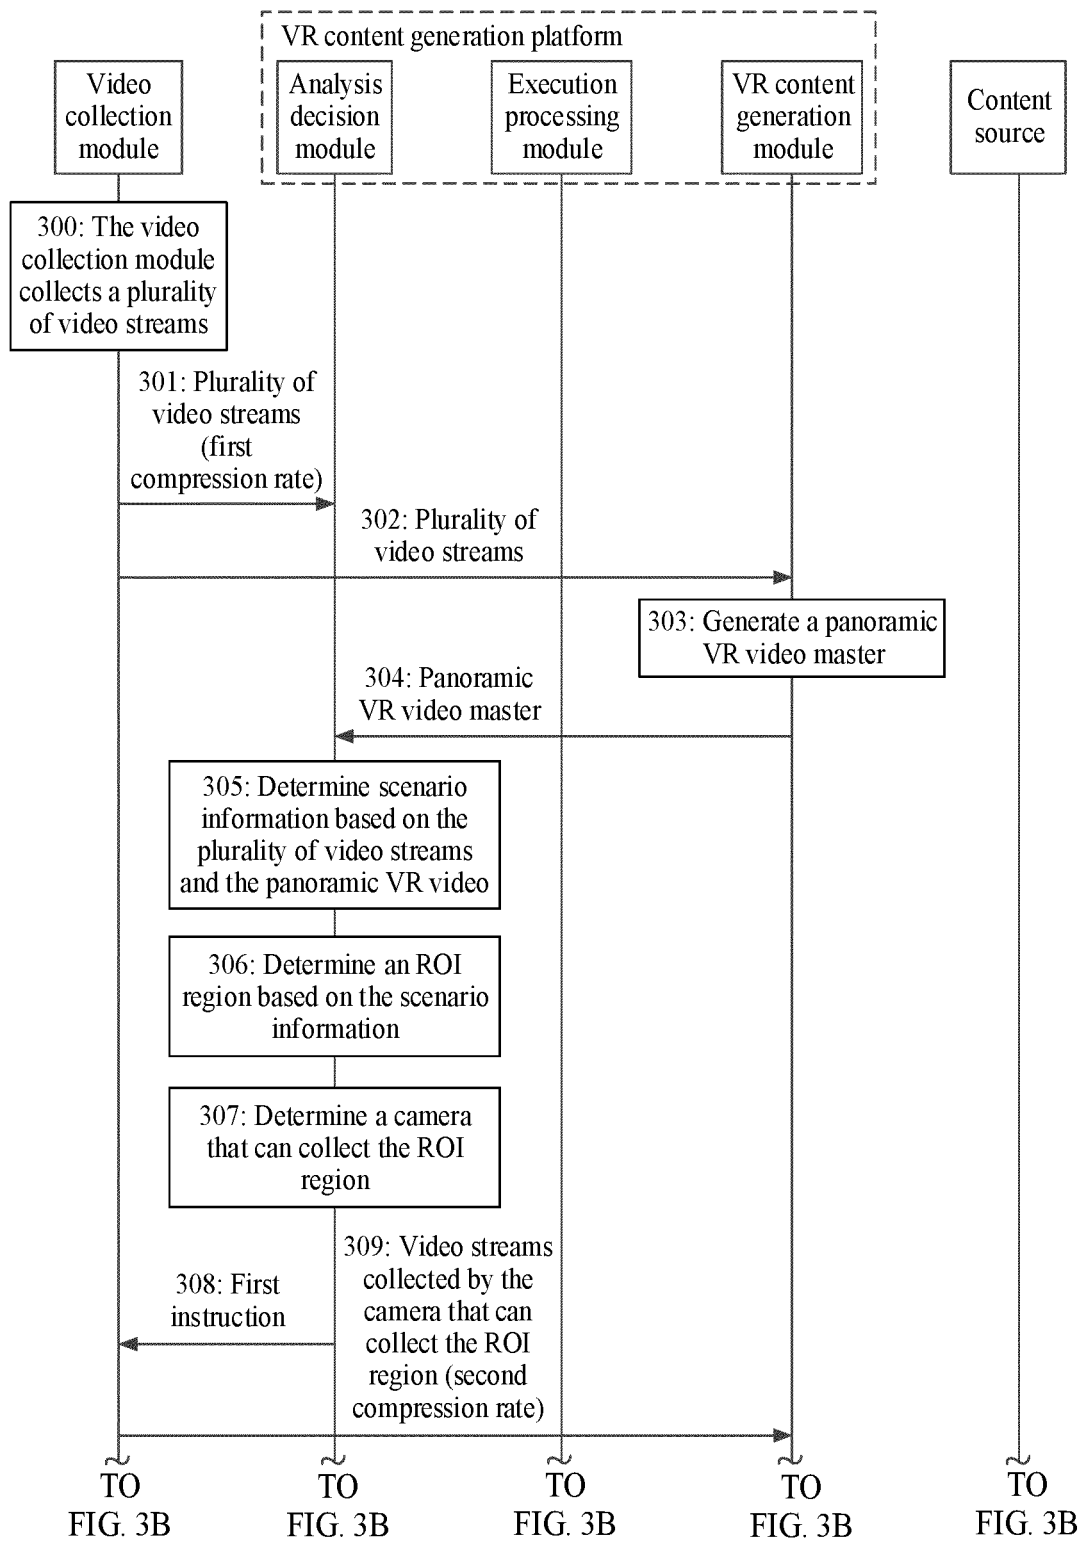 VR content generation platform
Video
collection
module
Analysis
decision
module
Execution
processing
module
VR content
generation
module
Content
source
300: The video
collection module
collects a plurality
of video streams
301: Plurality of
video streams
(first
compression rate)
302: Plurality of
video streams
303: Generate a panoramic
VR video master
304: Panoramic
VR video master
305: Determine scenario
information based on the
plurality of video streams
and the panoramic VR video
306: Determine an ROI
region based on the scenario
information
307: Determine a camera
that can collect the ROI
region
308: First
instruction
309: Video streams
collected by the
camera that can
collect the ROI
region (second
compression rate)
TO
FIG. 3B
TO
FIG. 3B
TO
FIG. 3B
TO
FIG. 3B
TO
FIG. 3B